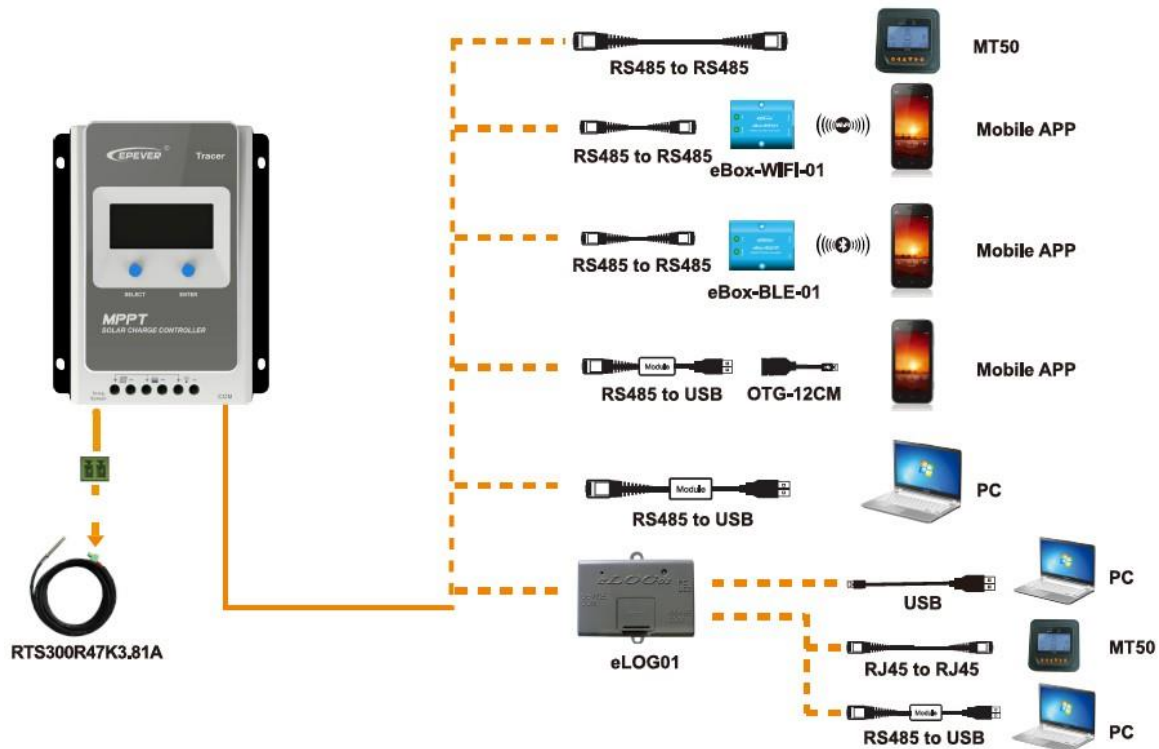 EPEVER
Tracer
SELECT
ENTER
MPPT
SOLAR CHARGE CONTROLLER
COM
RTS300R47K3.81A
RS485 to RS485
MT50
RS485 to RS485
eBox-WIFI-01
WiFi
Mobile APP
RS485 to RS485
eBox-BLE-01
Mobile APP
Module
RS485 to USB
OTG-12CM
Mobile APP
Module
RS485 to USB
PC
eLOG01
eLOG01
USB
PC
RJ45 to RJ45
MT50
Module
RS485 to USB
PC